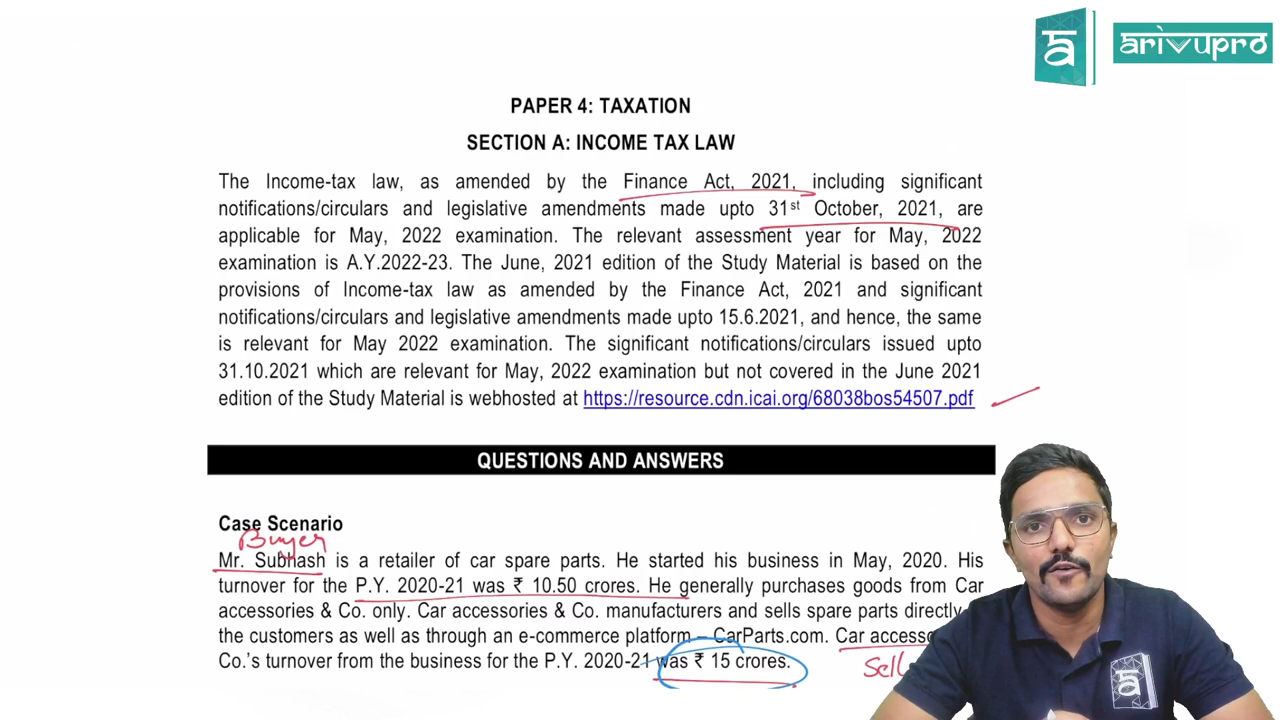 arivupro
PAPER 4: TAXATION
SECTION A: INCOME TAX LAW
The Income-tax law, as amended by the Finance Act, 2021, including significant
notifications/circulars and legislative amendments made upto 31st October, 2021, are
applicable for May, 2022 examination. The relevant assessment year for May, 2022
examination is A.Y.2022-23. The June, 2021 edition of the Study Material is based on the
provisions of Income-tax law as amended by the Finance Act, 2021 and significant
notifications/circulars and legislative amendments made upto 15.6.2021, and hence, the same
is relevant for May 2022 examination. The significant notifications/circulars issued upto
31.10.2021 which are relevant for May, 2022 examination but not covered in the June 2021
edition of the Study Material is webhosted at https://resource.cdn.icai.org/68038bos54507.pdf
QUESTIONS AND ANSWERS
Case Scenario
Buyer
Mr. Subhash is a retailer of car spare parts. He started his business in May, 2020. His
turnover for the P.Y. 2020-21 was ₹ 10.50 crores. He generally purchases goods from Car
accessories & Co. only. Car accessories & Co. manufacturers and sells spare parts directly
the customers as well as through an e-commerce platform – CarParts.com. Car
Co.'s turnover from the business for the P.Y. 2020-21 was ₹ 15 crores.